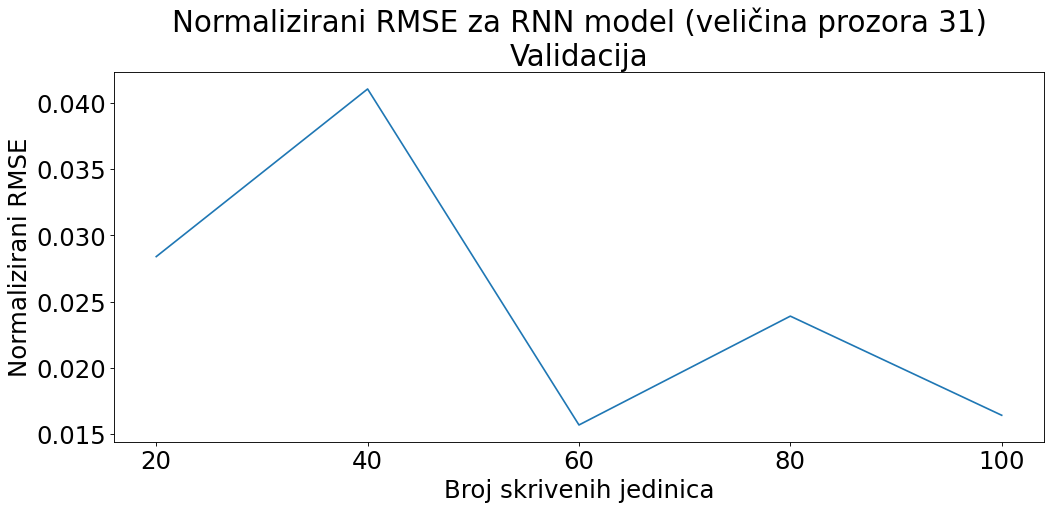 Normalizirani RMSE za RNN model (veličina prozora 31)
Validacija
Normalizirani RMSE
0.040
0.035
0.030
0.025
0.020
0.015
20 40 60 80 100
Broj skrivenih jedinica